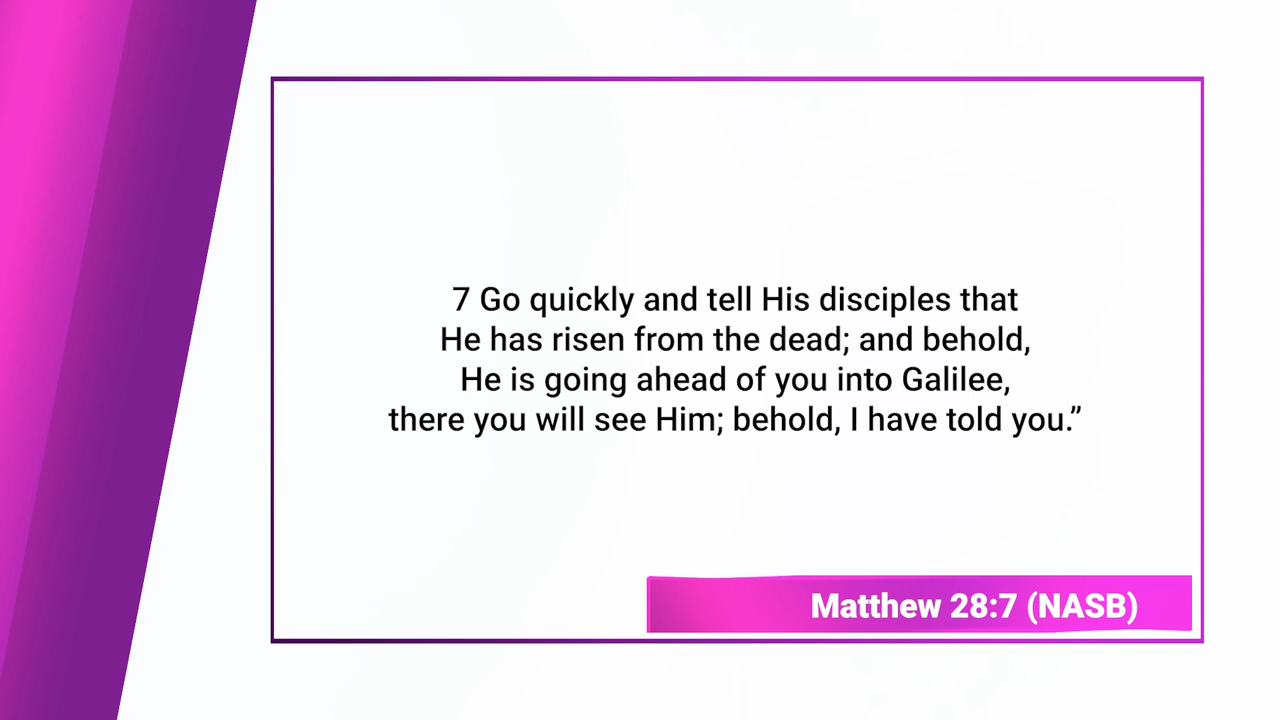 7 Go quickly and tell His disciples that
He has risen from the dead; and behold,
He is going ahead of you into Galilee,
there you will see Him; behold, I have told you.”
Matthew 28:7 (NASB)